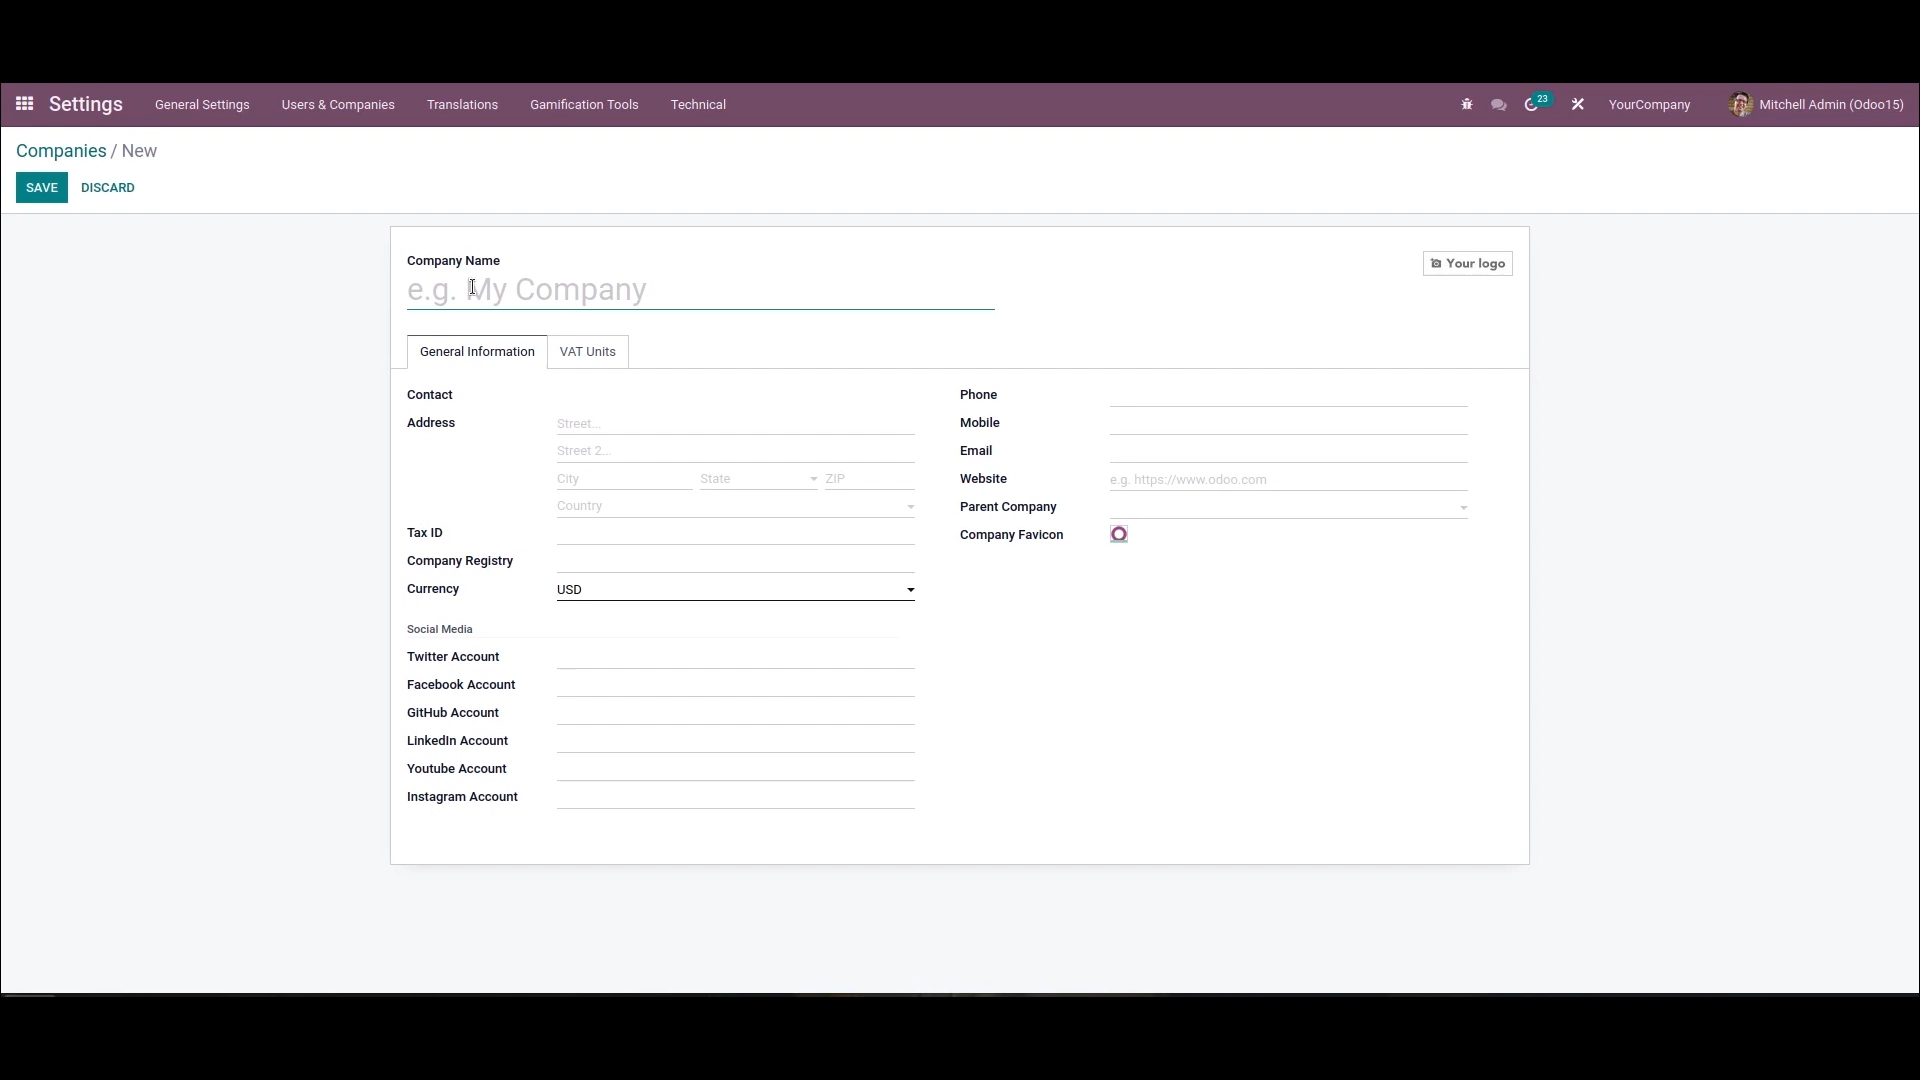 Settings General Settings Users & Companies Translations Gamification Tools Technical 23 YourCompany Mitchell Admin (Odoo15)
Companies / New
SAVE DISCARD
Company Name
Your logo
e.g. My Company
General Information VAT Units
Contact Phone
Address Street... Mobile
Street 2... Email
City State ZIP Website e.g. https://www.odoo.com
Country Parent Company
Tax ID Company Favicon
Company Registry
Currency USD
Social Media
Twitter Account
Facebook Account
GitHub Account
LinkedIn Account
Youtube Account
Instagram Account